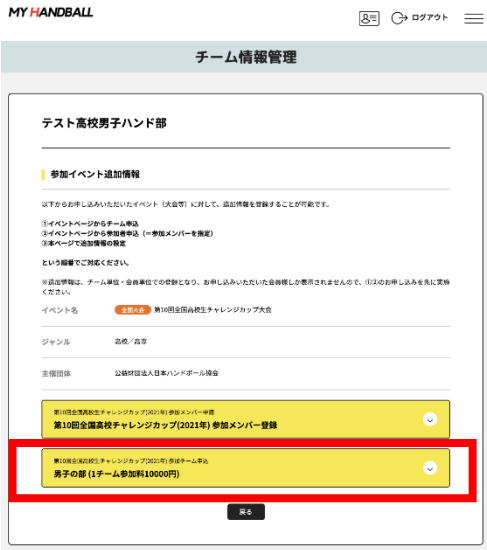 MY HANDBALL
ログアウト
チーム情報管理
テスト高校男子ハンド部
参加イベント追加情報
以下からお申し込みいただいたイベント（大会等）に対して、追加情報を登録することが可能です。
①イベントページからチーム申込
②イベントページから参加者申込（＝参加メンバーを指定）
③本ページで追加情報の設定
という順番でご対応ください。
※追加情報は、チーム単位・会員単位での登録となり、お申し込みいただいた会員様しか表示されませんので、①②のお申し込みを先に実施
ください。
イベント名 全国大会 第10回全国高校生チャレンジカップ大会
ジャンル 高校／高専
主催団体 公益財団法人日本ハンドボール協会
第10回全国高校生チャレンジカップ(2021年) 参加メンバー申請
第10回全国高校チャレンジカップ(2021年) 参加メンバー登録
第10回全国高校生チャレンジカップ(2021年) 参加チーム申込
男子の部 (1チーム参加料10000円)
戻る